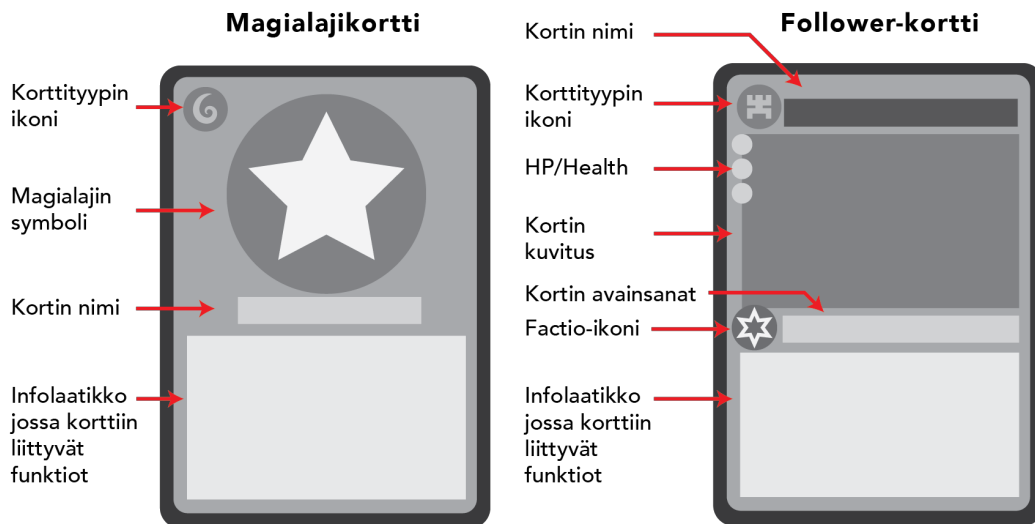 Magialajikortti
Korttityypin
ikoni
Magialajin
symboli
Kortin nimi
Infolaatikko
jossa korttiin
liittyvät
funktiot
Follower-kortti
Kortin nimi
Korttityypin
ikoni
HP/Health
Kortin
kuvitus
Kortin avainsanat
Factio-ikoni
Infolaatikko
jossa korttiin
liittyvät
funktiot